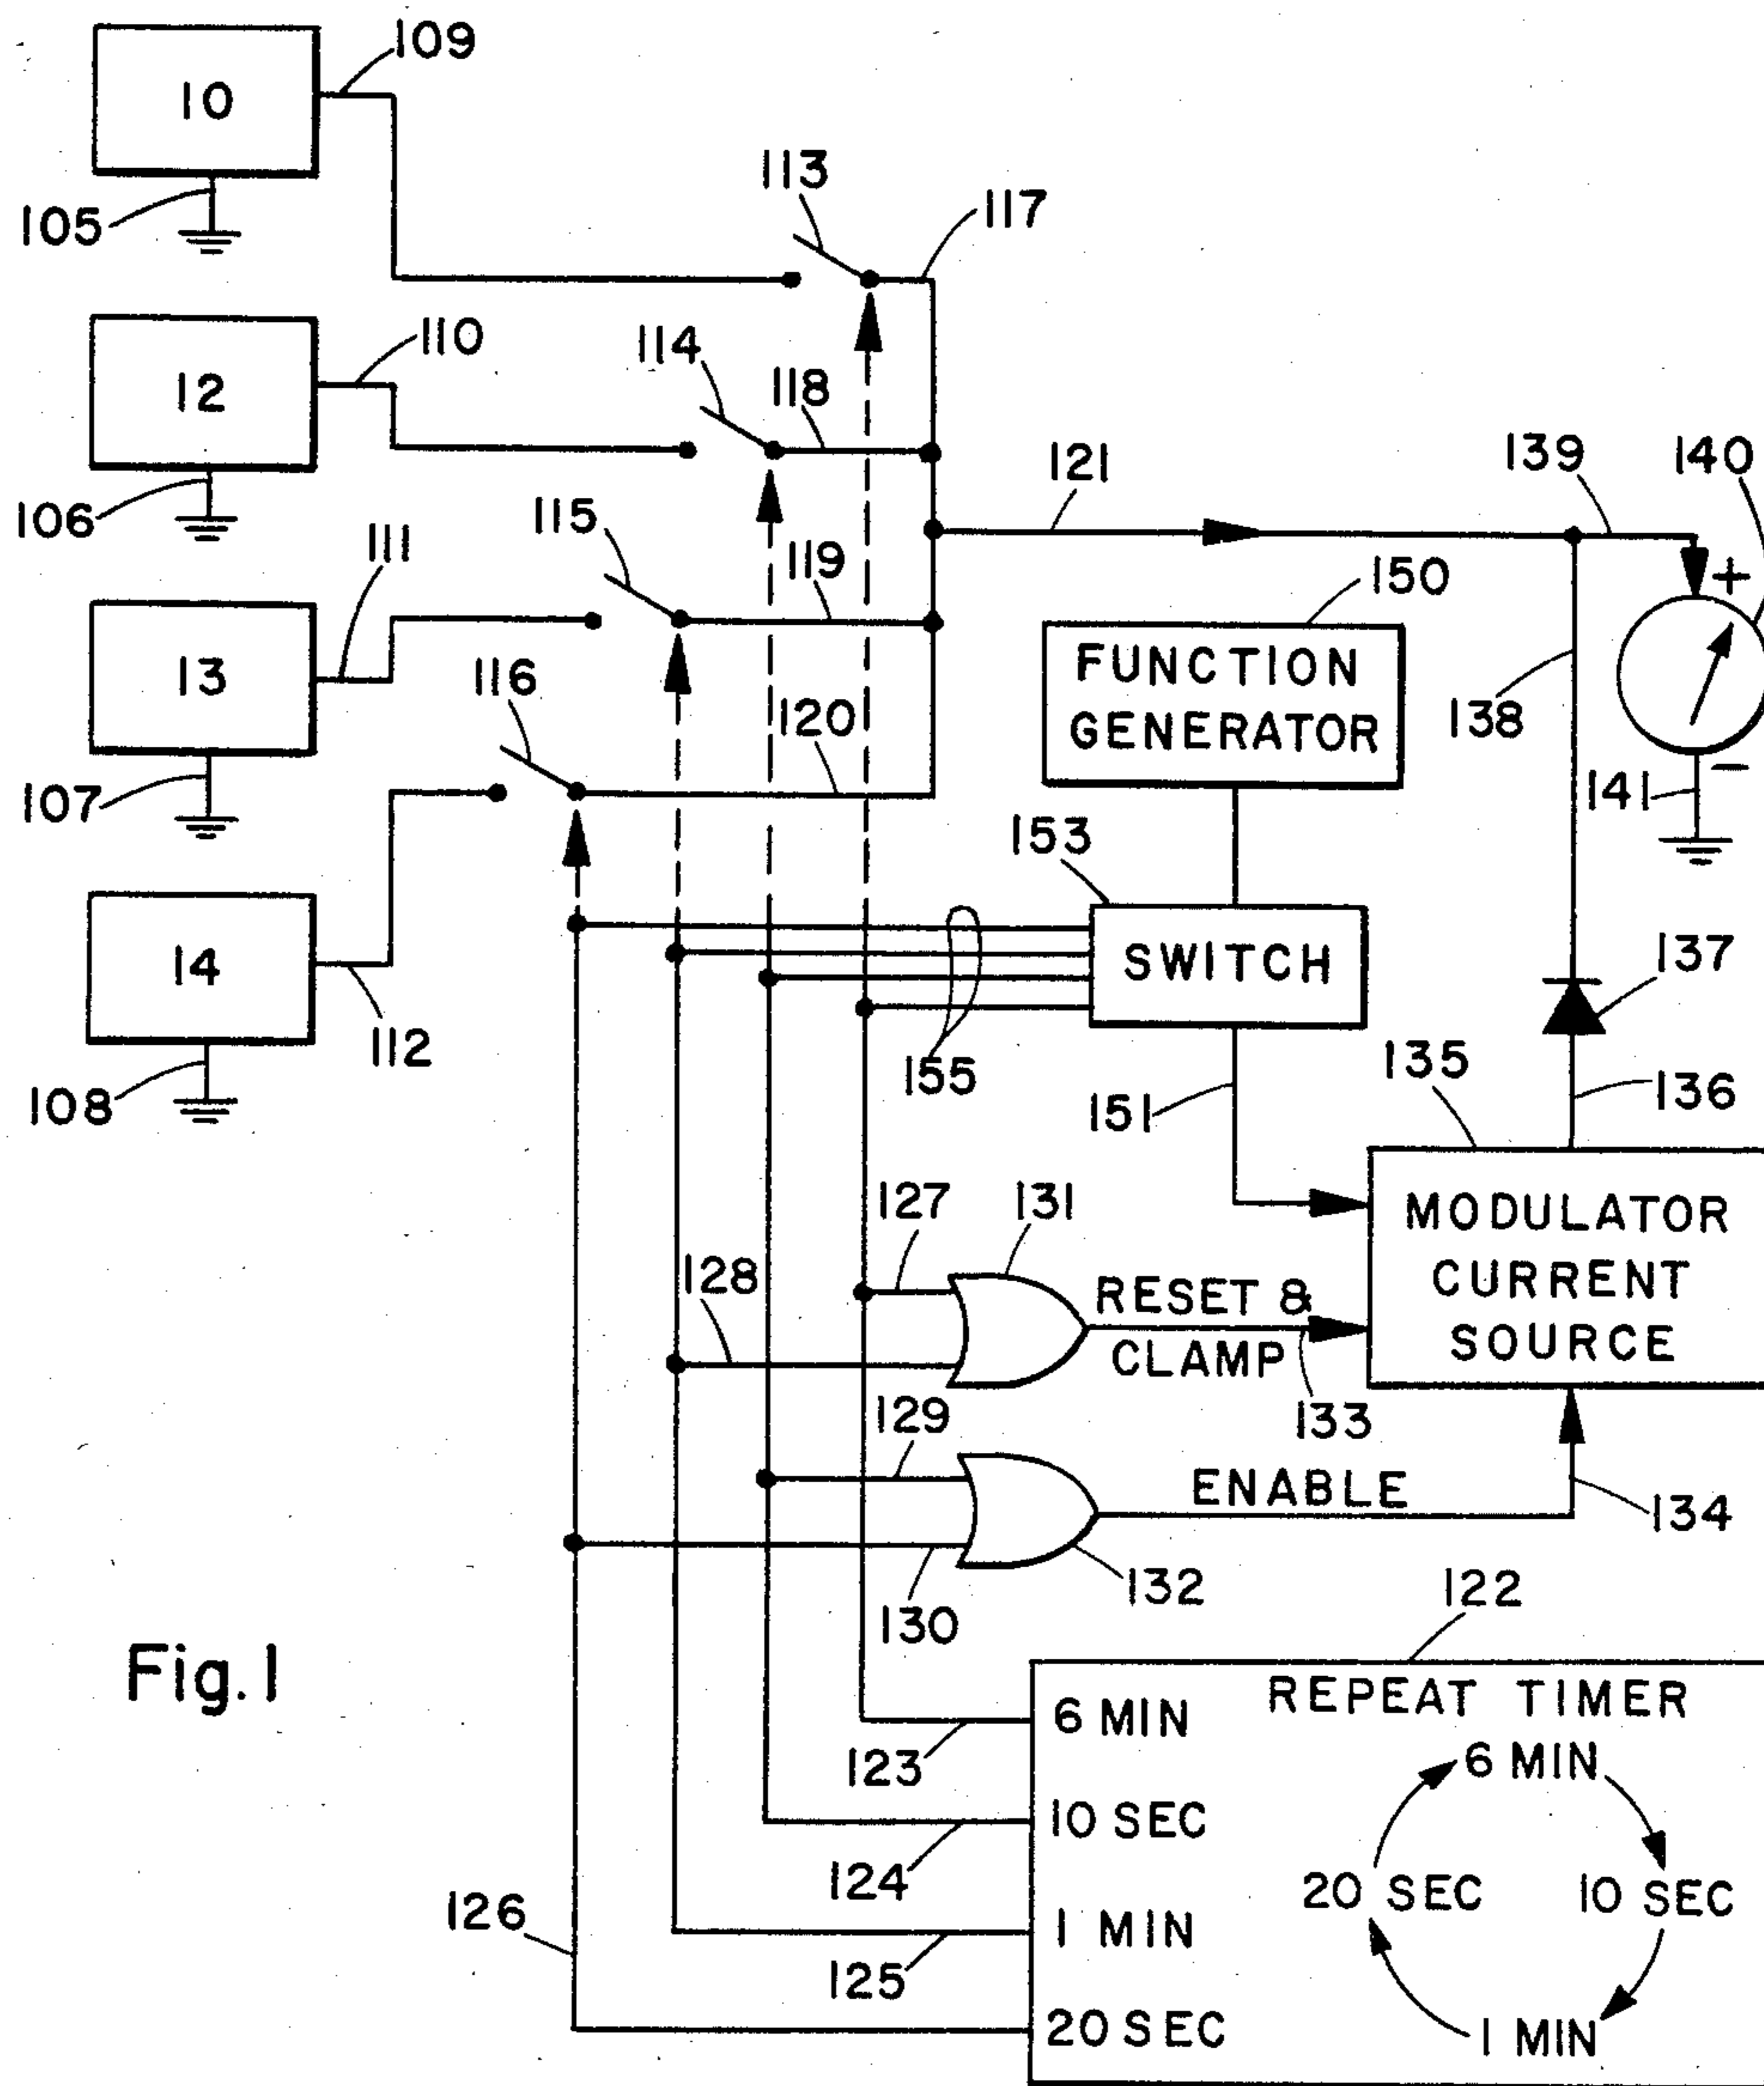 109
10
105
113
117
110
12
114
118
106
121
139
140
111
115
119
+
150
13
116
FUNCTION
GENERATOR
138
120
107
−
141
153
14
SWITCH
137
112
155
135
136
108
151
127
131
MODULATOR
CURRENT
SOURCE
128
RESET &
CLAMP
133
129
ENABLE
134
132
130
122
Fig. 1
REPEAT TIMER
6 MIN
123
6 MIN
10 SEC
124
20 SEC
10 SEC
126
1 MIN
125
20 SEC
1 MIN